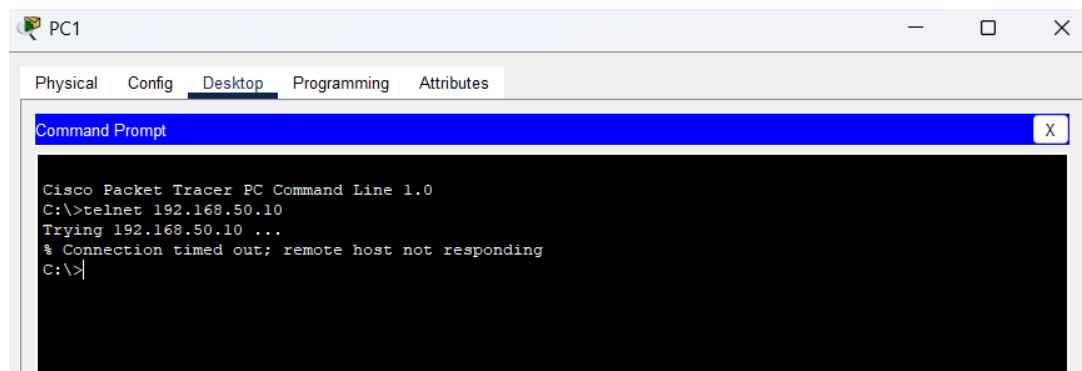 PC1
Physical Config Desktop Programming Attributes
Command Prompt X
Cisco Packet Tracer PC Command Line 1.0
C:\>telnet 192.168.50.10
Trying 192.168.50.10 ...
% Connection timed out; remote host not responding
C:\>